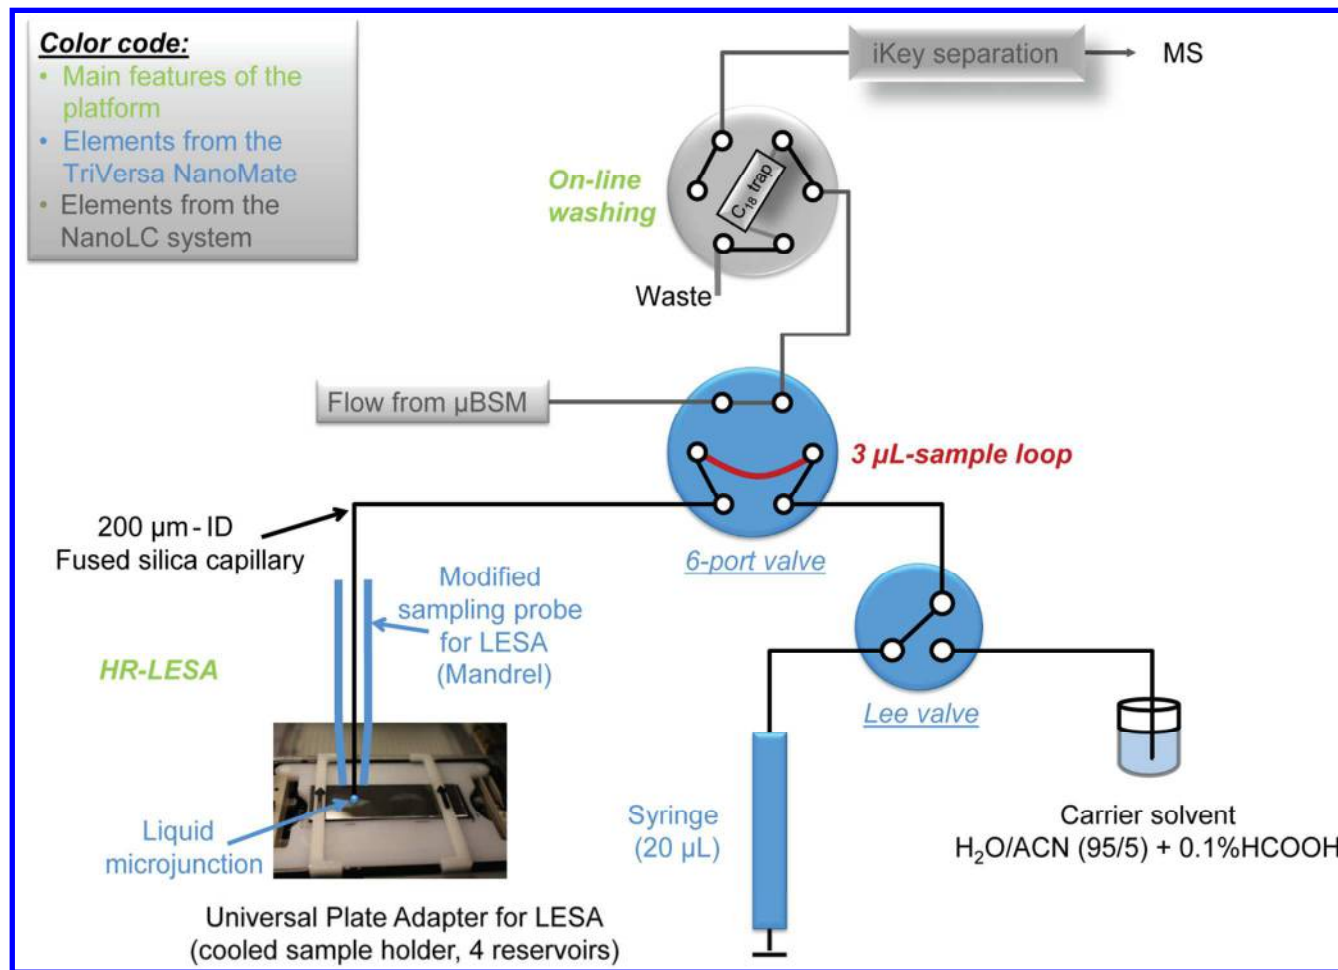 Color code:
• Main features of the
platform
• Elements from the
TriVersa NanoMate
• Elements from the
NanoLC system
iKey separation
MS
On-line
washing
C18 trap
Waste
Flow from µBSM
3 µL-sample loop
200 µm-ID
Fused silica capillary
6-port valve
Modified
sampling probe
for LESA
(Mandrel)
HR-LESA
Lee valve
Liquid
microjunction
Syringe
(20 µL)
Carrier solvent
H₂O/ACN (95/5) + 0.1%HCOOH
Universal Plate Adapter for LESA
(cooled sample holder, 4 reservoirs)